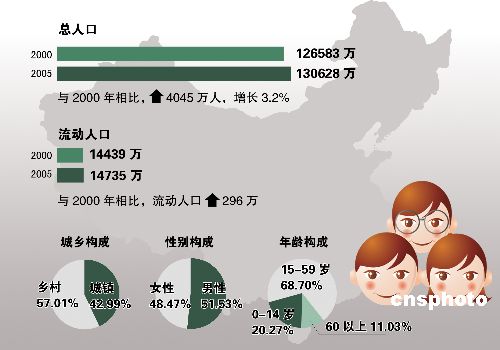 总人口
2000 126583 万
2005 130628 万
与 2000 年相比，4045 万人，增长 3.2%
流动人口
2000 14439 万
2005 14735 万
与 2000 年相比，流动人口 296 万
城乡构成 性别构成 年龄构成
乡村 57.01%
城镇 42.99%
女性 48.47%
男性 51.53%
15–59 岁 68.70%
0–14 岁 20.27%
60 以上 11.03%
cnsphoto